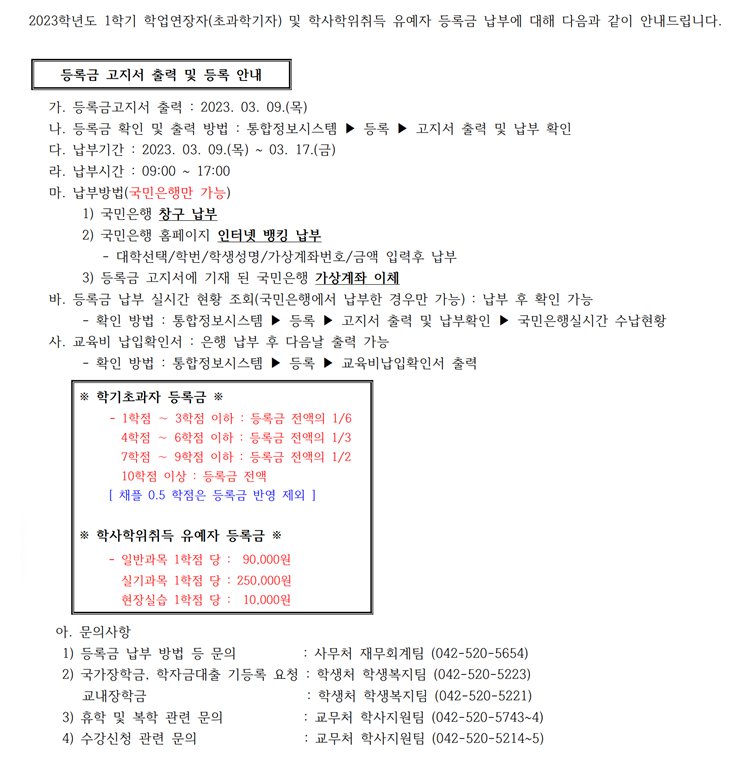 2023학년도 1학기 학업연장자(초과학기자) 및 학사학위취득 유예자 등록금 납부에 대해 다음과 같이 안내드립니다.
등록금 고지서 출력 및 등록 안내
가. 등록금고지서 출력 : 2023. 03. 09.(목)
나. 등록금 확인 및 출력 방법 : 통합정보시스템 ▶ 등록 ▶ 고지서 출력 및 납부 확인
다. 납부기간 : 2023. 03. 09.(목) ~ 03. 17.(금)
라. 납부시간 : 09:00 ~ 17:00
마. 납부방법(국민은행만 가능)
1) 국민은행 창구 납부
2) 국민은행 홈페이지 인터넷 뱅킹 납부
- 대학선택/학번/학생성명/가상계좌번호/금액 입력후 납부
3) 등록금 고지서에 기재 된 국민은행 가상계좌 이체
바. 등록금 납부 실시간 현황 조회(국민은행에서 납부한 경우만 가능) : 납부 후 확인 가능
- 확인 방법 : 통합정보시스템 ▶ 등록 ▶ 고지서 출력 및 납부확인 ▶ 국민은행실시간 수납현황
사. 교육비 납입확인서 : 은행 납부 후 다음날 출력 가능
- 확인 방법 : 통합정보시스템 ▶ 등록 ▶ 교육비납입확인서 출력
※ 학기초과자 등록금 ※
- 1학점 ~ 3학점 이하 : 등록금 전액의 1/6
4학점 ~ 6학점 이하 : 등록금 전액의 1/3
7학점 ~ 9학점 이하 : 등록금 전액의 1/2
10학점 이상 : 등록금 전액
[ 채플 0.5 학점은 등록금 반영 제외 ]
※ 학사학위취득 유예자 등록금 ※
- 일반과목 1학점 당 : 90,000원
실기과목 1학점 당 : 250,000원
현장실습 1학점 당 : 10,000원
아. 문의사항
1) 등록금 납부 방법 등 문의 : 사무처 재무회계팀 (042-520-5654)
2) 국가장학금, 학자금대출 기등록 요청 : 학생처 학생복지팀 (042-520-5223)
교내장학금 : 학생처 학생복지팀 (042-520-5221)
3) 휴학 및 복학 관련 문의 : 교무처 학사지원팀 (042-520-5743~4)
4) 수강신청 관련 문의 : 교무처 학사지원팀 (042-520-5214~5)